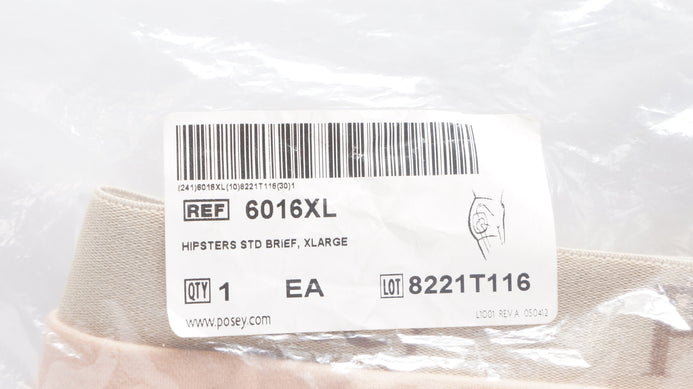 (241)6016XL(10)8221T116(30)1
REF 6016XL
HIPSTERS STD BRIEF, XLARGE
QTY 1 EA LOT 8221T116
www.posey.com L1001 REV A 050412